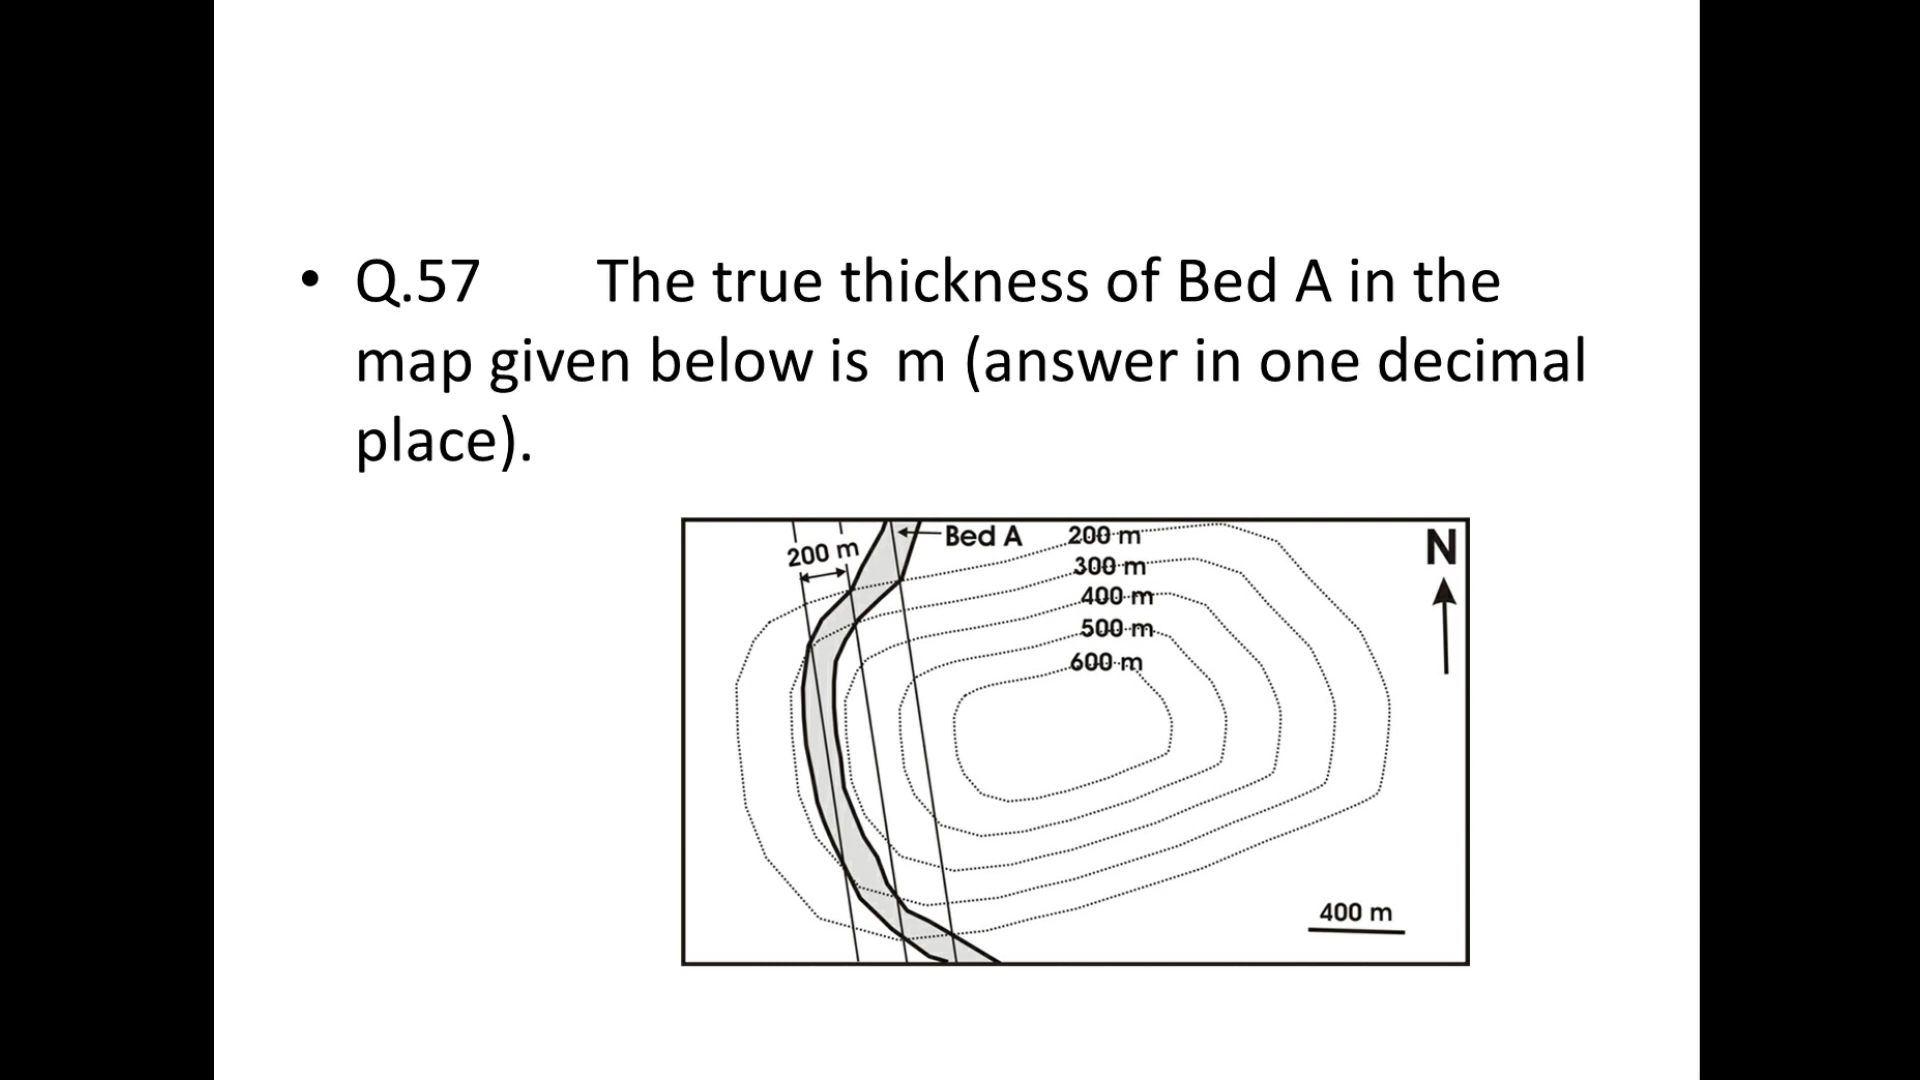 • Q.57 The true thickness of Bed A in the
map given below is m (answer in one decimal
place).
Bed A
200 m
N
200 m
300 m
400 m
500 m
600 m
400 m